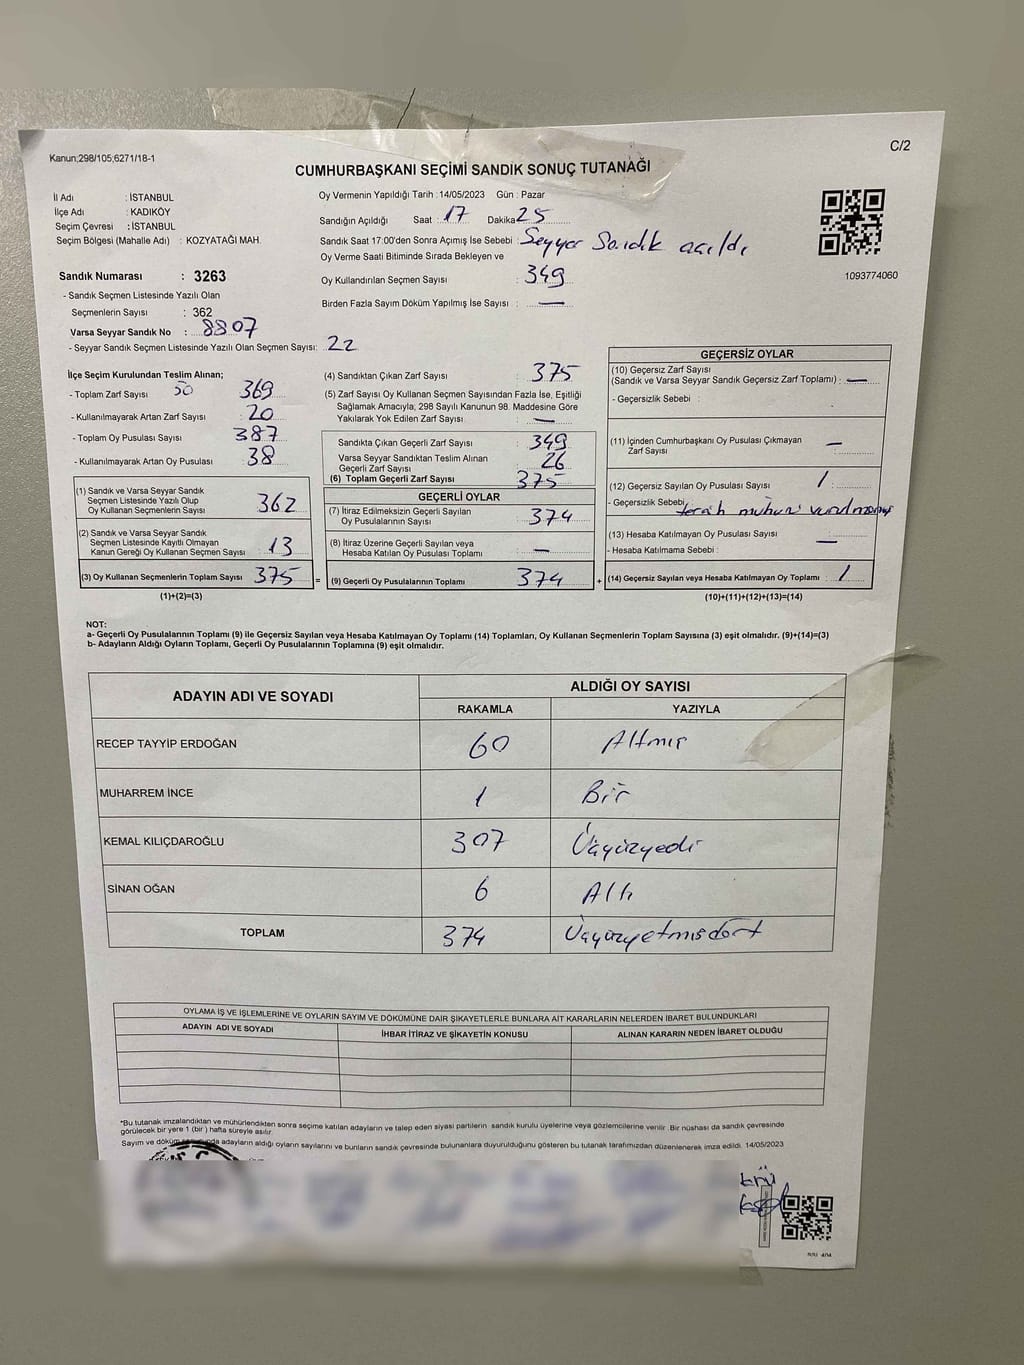 Kanun;298/105;6271/18-1
C/2
CUMHURBAŞKANI SEÇİMİ SANDIK SONUÇ TUTANAĞI
İl Adı : İSTANBUL
İlçe Adı : KADIKÖY
Seçim Çevresi : İSTANBUL
Seçim Bölgesi (Mahalle Adı) : KOZYATAĞI MAH.
Sandık Numarası : 3263
- Sandık Seçmen Listesinde Yazılı Olan
Seçmenlerin Sayısı : 362
Varsa Seyyar Sandık No : 8807
- Seyyar Sandık Seçmen Listesinde Yazılı Olan Seçmen Sayısı: 22
Oy Vermenin Yapıldığı Tarih : 14/05/2023 Gün : Pazar
Sandığın Açıldığı Saat : 17 Dakika 25
Sandık Saat 17:00'den Sonra Açımış İse Sebebi : Seyyar Sandık açıldı
Oy Verme Saati Bitiminde Sırada Bekleyen ve
Oy Kullandırılan Seçmen Sayısı : 349
Birden Fazla Sayım Döküm Yapılmış İse Sayısı : —
1093774060
İlçe Seçim Kurulundan Teslim Alınan;
- Toplam Zarf Sayısı 50 369
- Kullanılmayarak Artan Zarf Sayısı : 20
- Toplam Oy Pusulası Sayısı : 387
- Kullanılmayarak Artan Oy Pusulası : 38
(1) Sandık ve Varsa Seyyar Sandık
Seçmen Listesinde Yazılı Olup
Oy Kullanan Seçmenlerin Sayısı : 362
(2) Sandık ve Varsa Seyyar Sandık
Seçmen Listesinde Kayıtlı Olmayan
Kanun Gereği Oy Kullanan Seçmen Sayısı : 13
(3) Oy Kullanan Seçmenlerin Toplam Sayısı 375 =
(1)+(2)=(3)
(4) Sandıktan Çıkan Zarf Sayısı : 375
(5) Zarf Sayısı Oy Kullanan Seçmen Sayısından Fazla İse, Eşitliği
Sağlamak Amacıyla; 298 Sayılı Kanunun 98. Maddesine Göre
Yakılarak Yok Edilen Zarf Sayısı : —
Sandıkta Çıkan Geçerli Zarf Sayısı : 349
Varsa Seyyar Sandıktan Teslim Alınan
Geçerli Zarf Sayısı : 26
(6) Toplam Geçerli Zarf Sayısı : 375
GEÇERLİ OYLAR
(7) İtiraz Edilmeksizin Geçerli Sayılan
Oy Pusulalarının Sayısı : 374
(8) İtiraz Üzerine Geçerli Sayılan veya
Hesaba Katılan Oy Pusulası Toplamı : —
(9) Geçerli Oy Pusulalarının Toplamı : 374 +
GEÇERSİZ OYLAR
(10) Geçersiz Zarf Sayısı
(Sandık ve Varsa Seyyar Sandık Geçersiz Zarf Toplamı) : —
- Geçersizlik Sebebi :
(11) İçinden Cumhurbaşkanı Oy Pusulası Çıkmayan
Zarf Sayısı : —
(12) Geçersiz Sayılan Oy Pusulası Sayısı : 1
- Geçersizlik Sebebi : tercih mührü vurulmamış
(13) Hesaba Katılmayan Oy Pusulası Sayısı : —
- Hesaba Katılmama Sebebi :
(14) Geçersiz Sayılan veya Hesaba Katılmayan Oy Toplamı : 1
(10)+(11)+(12)+(13)=(14)
NOT:
a- Geçerli Oy Pusulalarının Toplamı (9) ile Geçersiz Sayılan veya Hesaba Katılmayan Oy Toplamı (14) Toplamları, Oy Kullanan Seçmenlerin Toplam Sayısına (3) eşit olmalıdır. (9)+(14)=(3)
b- Adayların Aldığı Oyların Toplamı, Geçerli Oy Pusulalarının Toplamına (9) eşit olmalıdır.
ADAYIN ADI VE SOYADI
ALDIĞI OY SAYISI
RAKAMLA YAZIYLA
RECEP TAYYİP ERDOĞAN 60 Altmış
MUHARREM İNCE 1 Bir
KEMAL KILIÇDAROĞLU 307 Üçyüzyedi
SİNAN OĞAN 6 Altı
TOPLAM 374 Üçyüzyetmişdört
OYLAMA İŞ VE İŞLEMLERİNE VE OYLARIN SAYIM VE DÖKÜMÜNE DAİR ŞİKAYETLERLE BUNLARA AİT KARARLARIN NELERDEN İBARET BULUNDUKLARI
ADAYIN ADI VE SOYADI İHBAR İTİRAZ VE ŞİKAYETİN KONUSU ALINAN KARARIN NEDEN İBARET OLDUĞU
*Bu tutanak imzalandıktan ve mühürlendikten sonra seçime katılan adayların ve talep eden siyasi partilerin sandık kurulu üyelerine veya gözlemcilerine verilir. Bir nüshası da sandık çevresinde
görülecek bir yere 1 (bir) hafta süreyle asılır.
Sayım ve döküm sonunda adayların aldığı oyların sayılarını ve bunların sandık çevresinde bulunanlara duyurulduğunu gösteren bu tutanak tarafımızdan düzenlenerek imza edildi. 14/05/2023